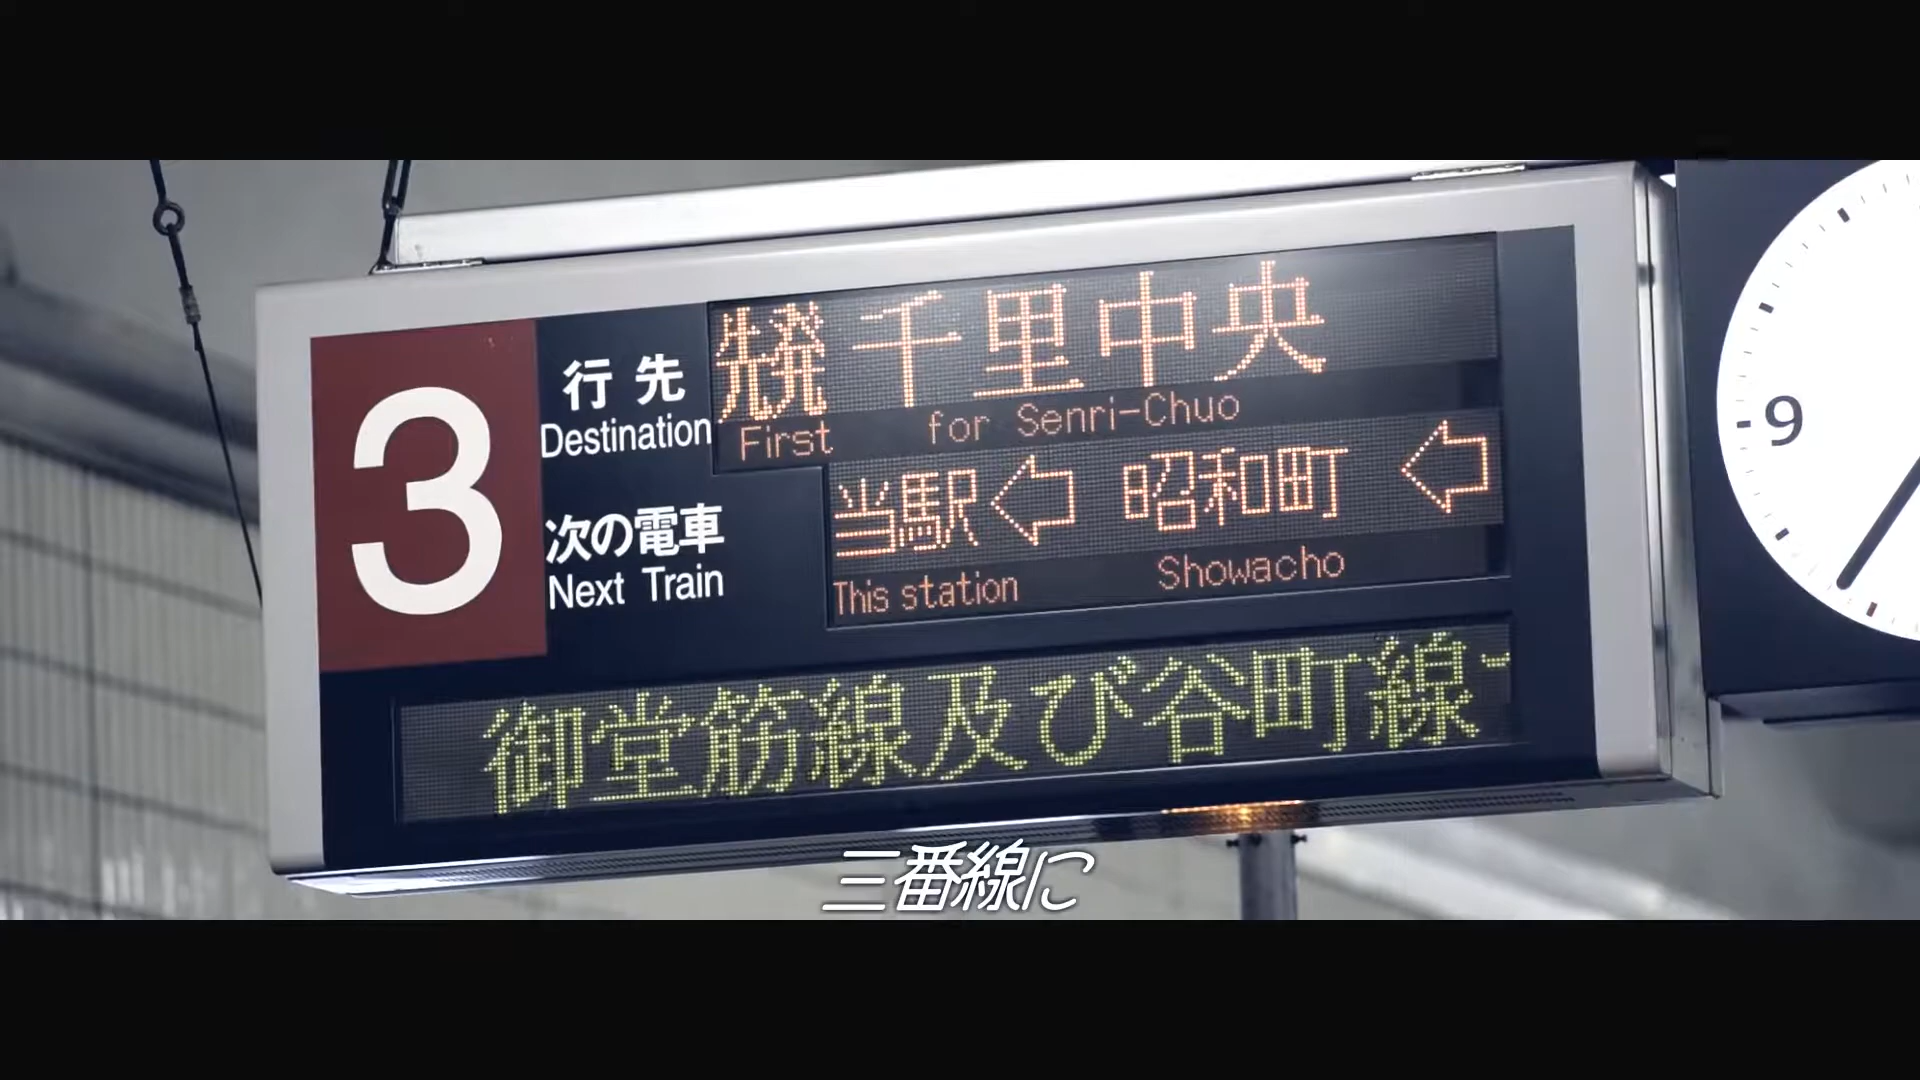 3
行先
Destination
先発 千里中央
First for Senri-Chuo
次の電車
Next Train
当駅 ⇦ 昭和町 ⇦
This station Showacho
御堂筋線及び谷町線
9
三番線に